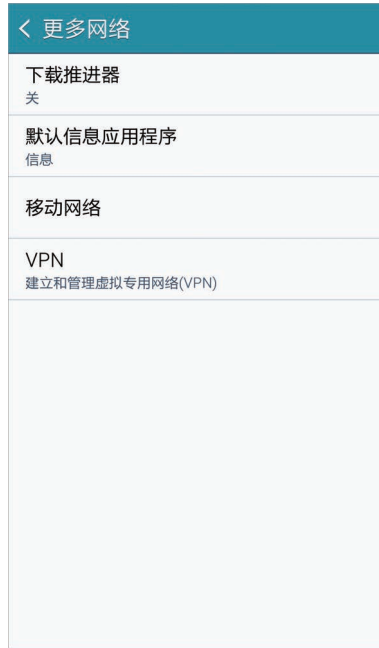 更多网络
下载推进器
关
默认信息应用程序
信息
移动网络
VPN
建立和管理虚拟专用网络(VPN)